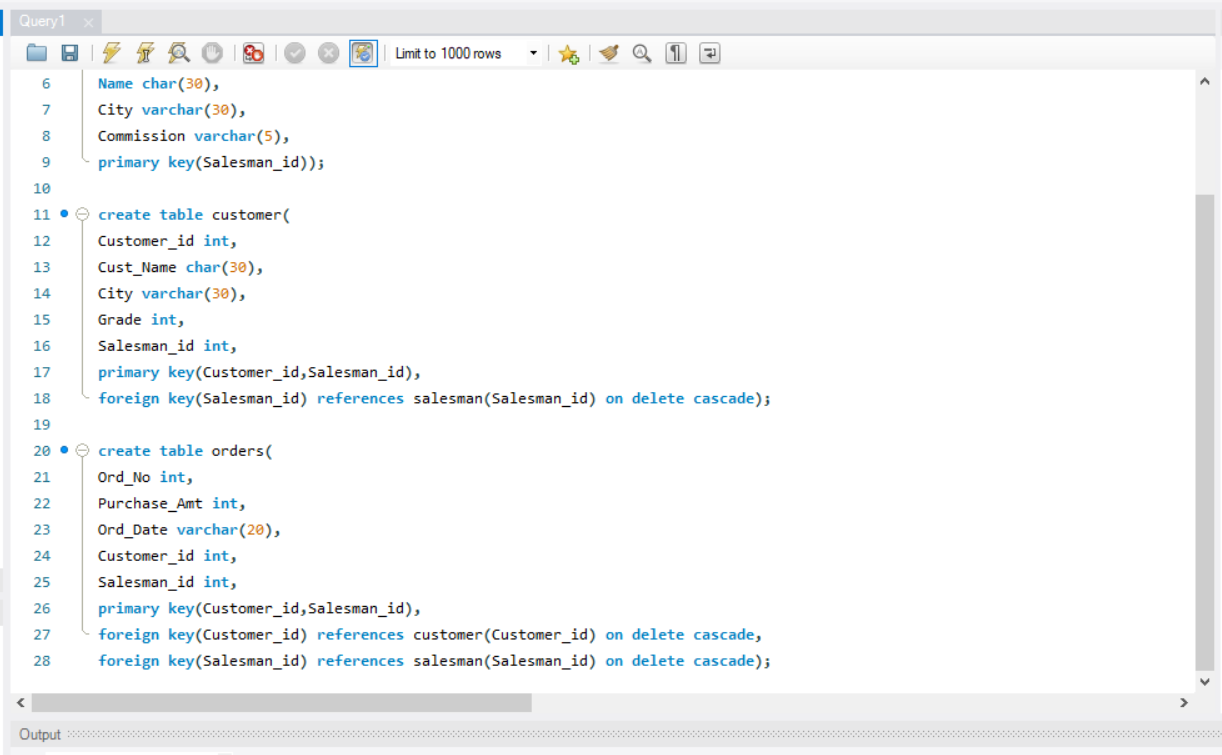 Query1 ×
Limit to 1000 rows
6 Name char(30),
7 City varchar(30),
8 Commission varchar(5),
9 primary key(Salesman_id));
10
11 create table customer(
12 Customer_id int,
13 Cust_Name char(30),
14 City varchar(30),
15 Grade int,
16 Salesman_id int,
17 primary key(Customer_id,Salesman_id),
18 foreign key(Salesman_id) references salesman(Salesman_id) on delete cascade);
19
20 create table orders(
21 Ord_No int,
22 Purchase_Amt int,
23 Ord_Date varchar(20),
24 Customer_id int,
25 Salesman_id int,
26 primary key(Customer_id,Salesman_id),
27 foreign key(Customer_id) references customer(Customer_id) on delete cascade,
28 foreign key(Salesman_id) references salesman(Salesman_id) on delete cascade);
Output